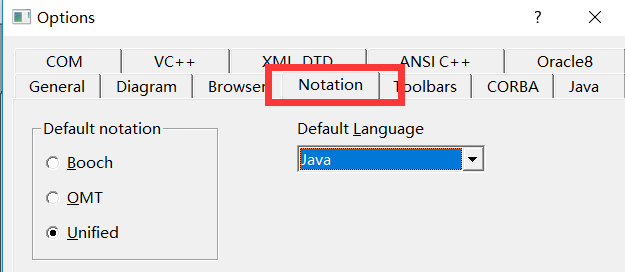 Options
COM VC++ XML_DTD ANSI C++ Oracle8
General Diagram Browser Notation Toolbars CORBA Java
Default notation
Default Language
Booch
Java
OMT
Unified